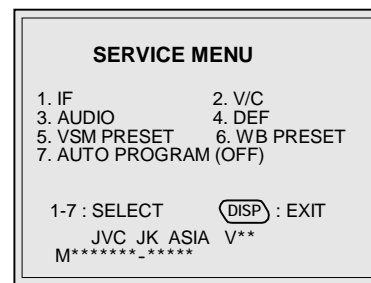 SERVICE MENU
1. IF 2. V/C
3. AUDIO 4. DEF
5. VSM PRESET 6. WB PRESET
7. AUTO PROGRAM (OFF)
1-7 : SELECT DISP : EXIT
JVC JK ASIA V**
M*******-*****